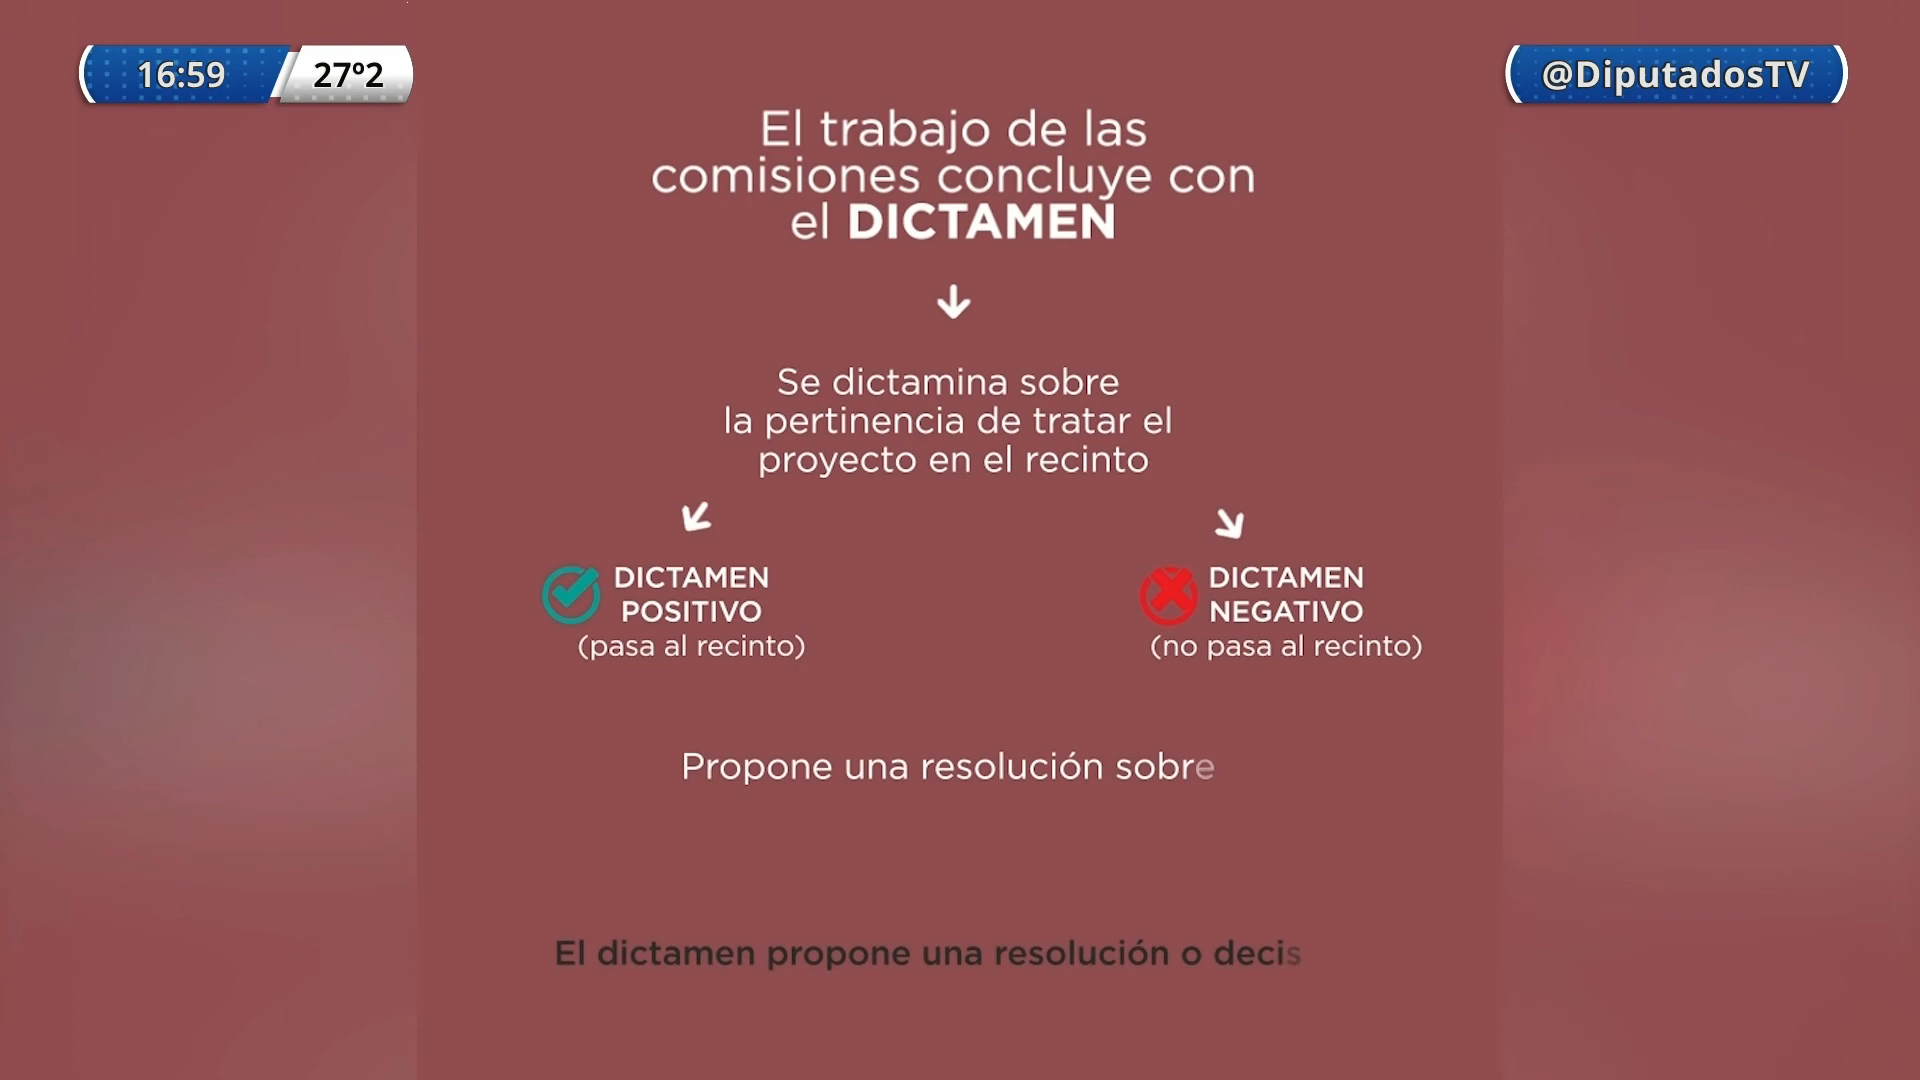 16:59
27º2
@DiputadosTV
El trabajo de las
comisiones concluye con
el DICTAMEN
Se dictamina sobre
la pertinencia de tratar el
proyecto en el recinto
DICTAMEN
POSITIVO
(pasa al recinto)
DICTAMEN
NEGATIVO
(no pasa al recinto)
Propone una resolución sobre
El dictamen propone una resolución o decis